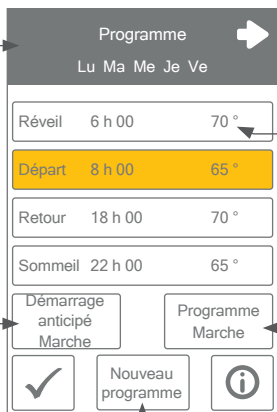 Programme
Lu Ma Me Je Ve
Réveil 6 h 00 70 °
Départ 8 h 00 65 °
Retour 18 h 00 70 °
Sommeil 22 h 00 65 °
Démarrage
anticipé
Marche
Programme
Marche
Nouveau
programme